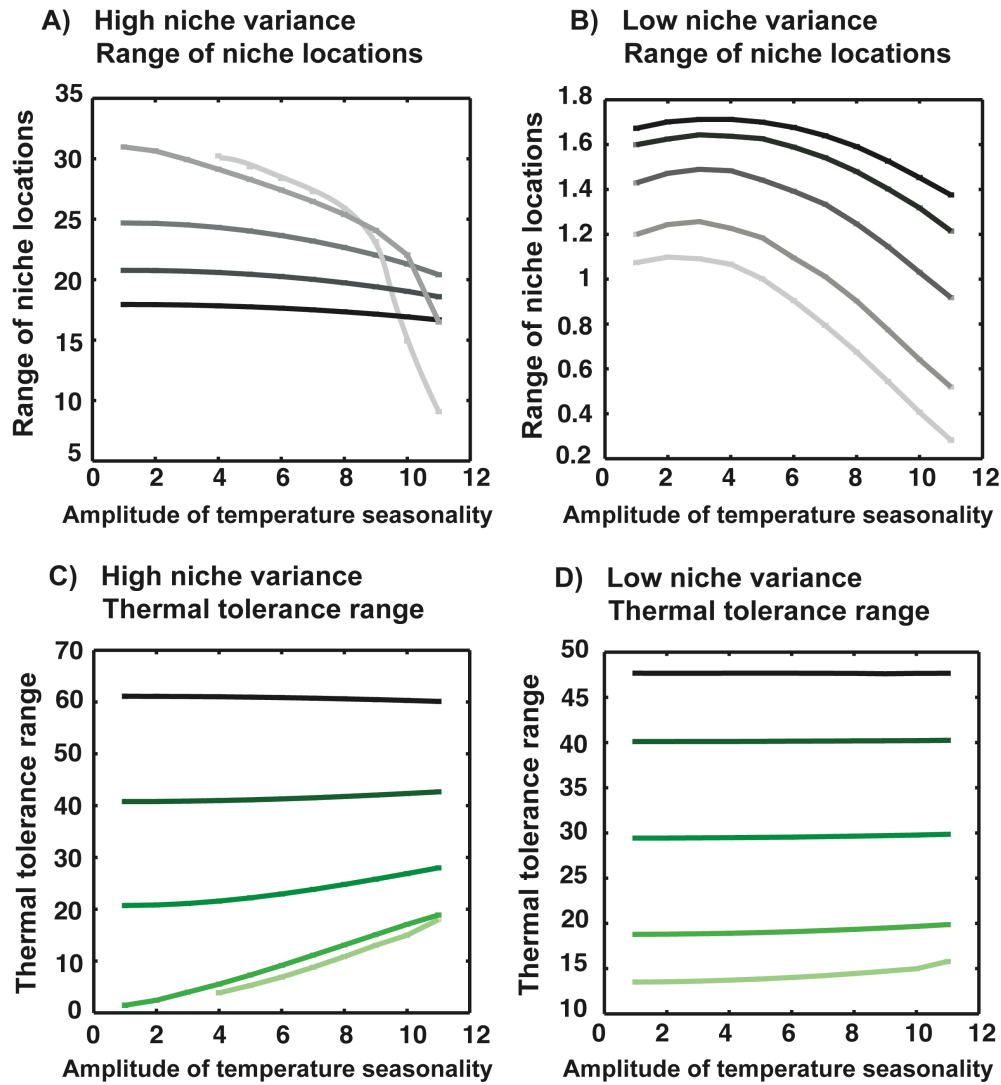 A) High niche variance
Range of niche locations
B) Low niche variance
Range of niche locations
Range of niche locations
35
30
25
20
15
10
5
0 2 4 6 8 10 12
Amplitude of temperature seasonality
Range of niche locations
1.8
1.6
1.4
1.2
1
0.8
0.6
0.4
0.2
0 2 4 6 8 10 12
Amplitude of temperature seasonality
C) High niche variance
Thermal tolerance range
D) Low niche variance
Thermal tolerance range
Thermal tolerance range
70
60
50
40
30
20
10
0
0 2 4 6 8 10 12
Amplitude of temperature seasonality
Thermal tolerance range
50
45
40
35
30
25
20
15
10
0 2 4 6 8 10 12
Amplitude of temperature seasonality